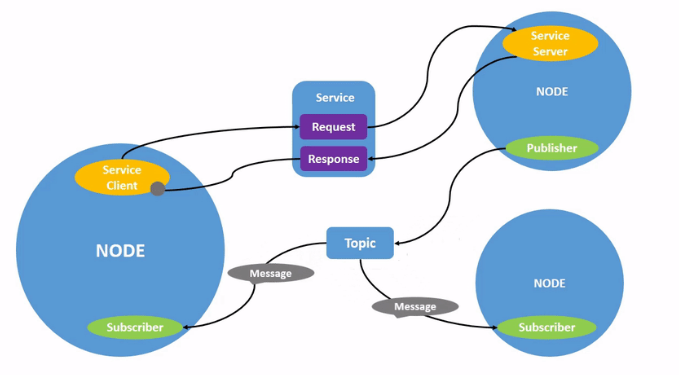 Service
Server
NODE
Service
Request
Response
Publisher
Service
Client
NODE
Topic
Message
Message
NODE
Subscriber
Subscriber